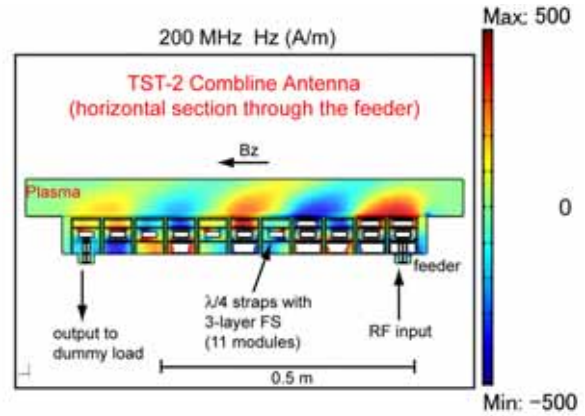 Max: 500
200 MHz  Hz (A/m)
TST-2 Combline Antenna
(horizontal section through the feeder)
Bz
Plasma
0
feeder
λ/4 straps with
3-layer FS
(11 modules)
output to
dummy load
RF input
0.5 m
Min: -500